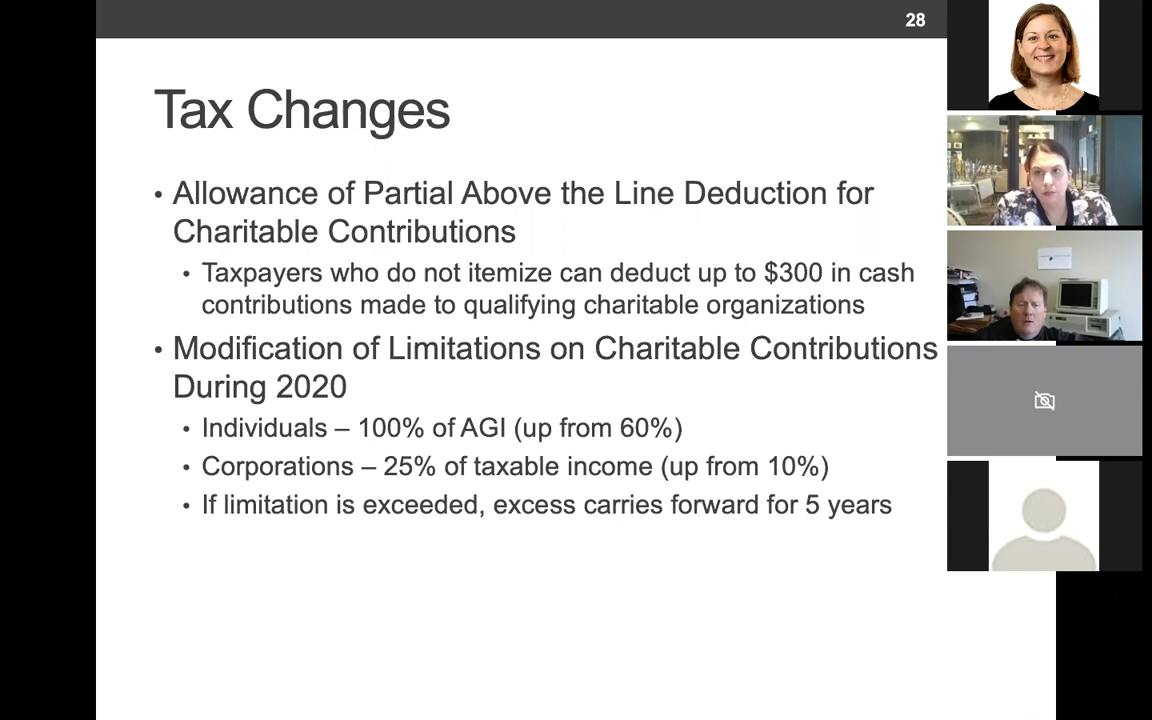 28
Tax Changes
• Allowance of Partial Above the Line Deduction for
Charitable Contributions
• Taxpayers who do not itemize can deduct up to $300 in cash
contributions made to qualifying charitable organizations
• Modification of Limitations on Charitable Contributions
During 2020
• Individuals – 100% of AGI (up from 60%)
• Corporations – 25% of taxable income (up from 10%)
• If limitation is exceeded, excess carries forward for 5 years